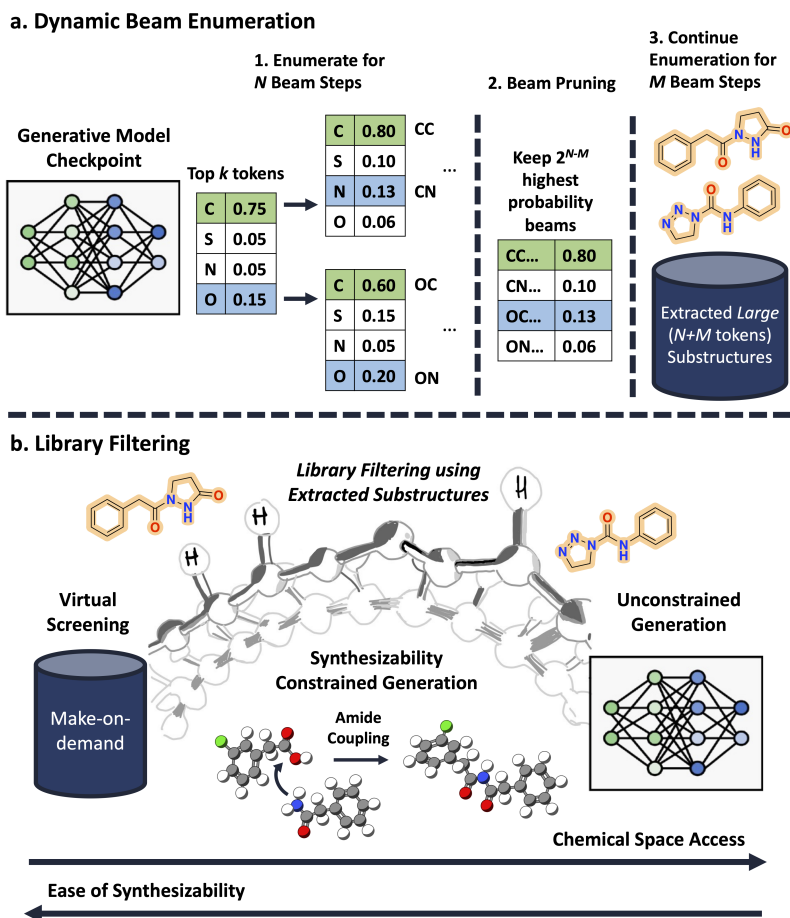 a. Dynamic Beam Enumeration
1. Enumerate for
N Beam Steps
2. Beam Pruning
3. Continue
Enumeration for
M Beam Steps
Generative Model
Checkpoint
Top k tokens
C 0.75
S 0.05
N 0.05
O 0.15
C 0.80 CC
S 0.10
N 0.13 CN
O 0.06
...
C 0.60 OC
S 0.15
N 0.05
O 0.20 ON
...
Keep 2^{N-M}
highest
probability
beams
CC... 0.80
CN... 0.10
OC... 0.13
ON... 0.06
N
NH
O
O
N
N
N
O
N
H
Extracted Large
(N+M tokens)
Substructures
b. Library Filtering
Library Filtering using
Extracted Substructures
N
NH
O
O
H
H
H
N
N
N
O
N
H
Virtual
Screening
Make-on-
demand
Synthesizability
Constrained Generation
Amide
Coupling
Unconstrained
Generation
Chemical Space Access
Ease of Synthesizability